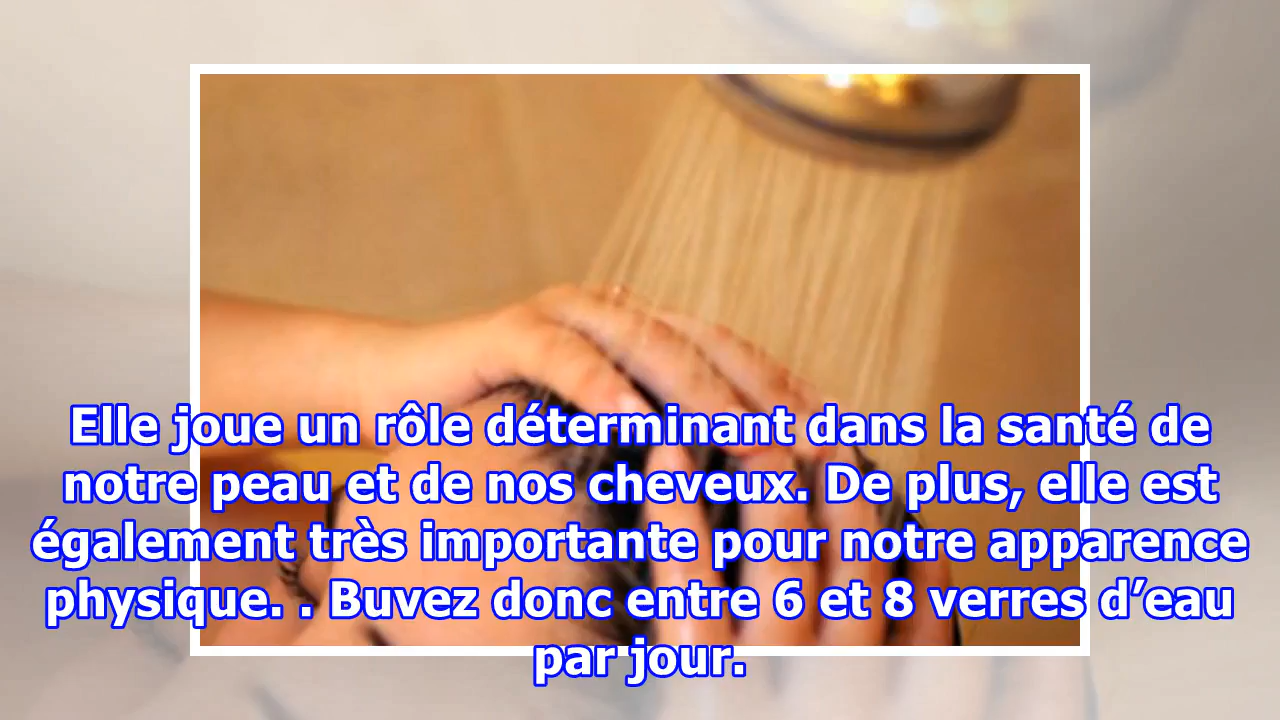 Elle joue un rôle déterminant dans la santé de
notre peau et de nos cheveux. De plus, elle est
également très importante pour notre apparence
physique. . Buvez donc entre 6 et 8 verres d’eau
par jour.